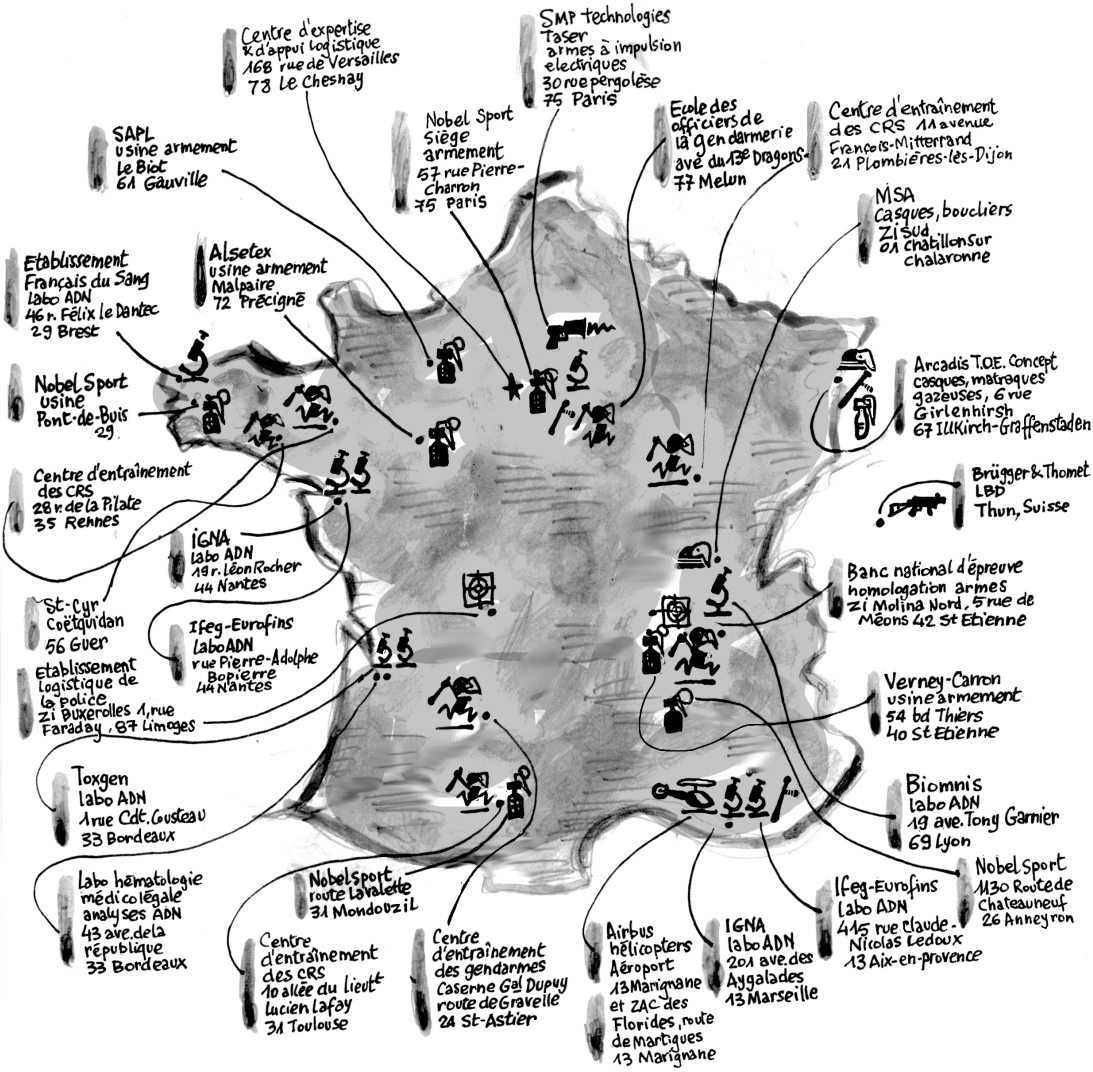 Centre d'expertise
& d'appui logistique
168 rue de Versailles
78 Le Chesnay
SMP technologies
Taser
armes à impulsion
electriques
30 rue pergolèse
75 Paris
SAPL
usine armement
Le Biot
61 Gauville
Nobel Sport
Siège
armement
57 rue Pierre-
Charron
75 Paris
Ecole des
officiers de
la gendarmerie
ave du 13e Dragons
77 Melun
Centre d'entraînement
des CRS 11 avenue
François-Mitterrand
21 Plombières-lès-Dijon
MSA
casques, boucliers
Zi Sud
01 Chatillon sur
Chalaronne
Etablissement
Français du Sang
labo ADN
46 r. Félix le Dantec
29 Brest
Alsetex
usine armement
Malpaire
72 Précigné
Nobel Sport
usine
Pont-de-Buis
29
Arcadis T.O.E. Concept
casques, matraques
gazeuses, 6 rue
Girlenhirsh
67 Illkirch-Graffenstaden
Centre d'entraînement
des CRS
28 r. de la Pilate
35 Rennes
Brügger & Thomet
LBD
Thun, Suisse
iGNA
labo ADN
19 r. Léon Rocher
44 Nantes
St-Cyr
Coëtquidan
56 Guer
Ifeg-Eurofins
labo ADN
rue Pierre-Adolphe
Bopierre
44 Nantes
Banc national d'épreuve
homologation armes
Zi Molina Nord, 5 rue de
Méons 42 St Etienne
Etablissement
logistique de
la police
Zi Buxerolles 1, rue
Faraday, 87 Limoges
Verney-Carron
usine armement
54 bd Thiers
40 St Etienne
Toxgen
labo ADN
1 rue Cdt. Cousteau
33 Bordeaux
Biomnis
labo ADN
19 ave. Tony Garnier
69 Lyon
Labo hématologie
médico légale
analyses ADN
43 ave. de la
république
33 Bordeaux
Nobel sport
route Lavalette
31 Mondouzil
Centre
d'entraînement
des CRS
10 allée du lieutt
Lucien Lafay
31 Toulouse
Centre
d'entraînement
des gendarmes
Caserne Gal Dupuy
route de Gravelle
24 St-Astier
Airbus
hélicopters
Aéroport
13 Marignane
et ZAC des
Florides, route
de Martigues
13 Marignane
IGNA
labo ADN
201 ave. des
Aygalades
13 Marseille
Ifeg-Eurofins
labo ADN
415 rue Claude-
Nicolas Ledoux
13 Aix-en-provence
Nobel Sport
1130 Route de
Chateauneuf
26 Anneyron